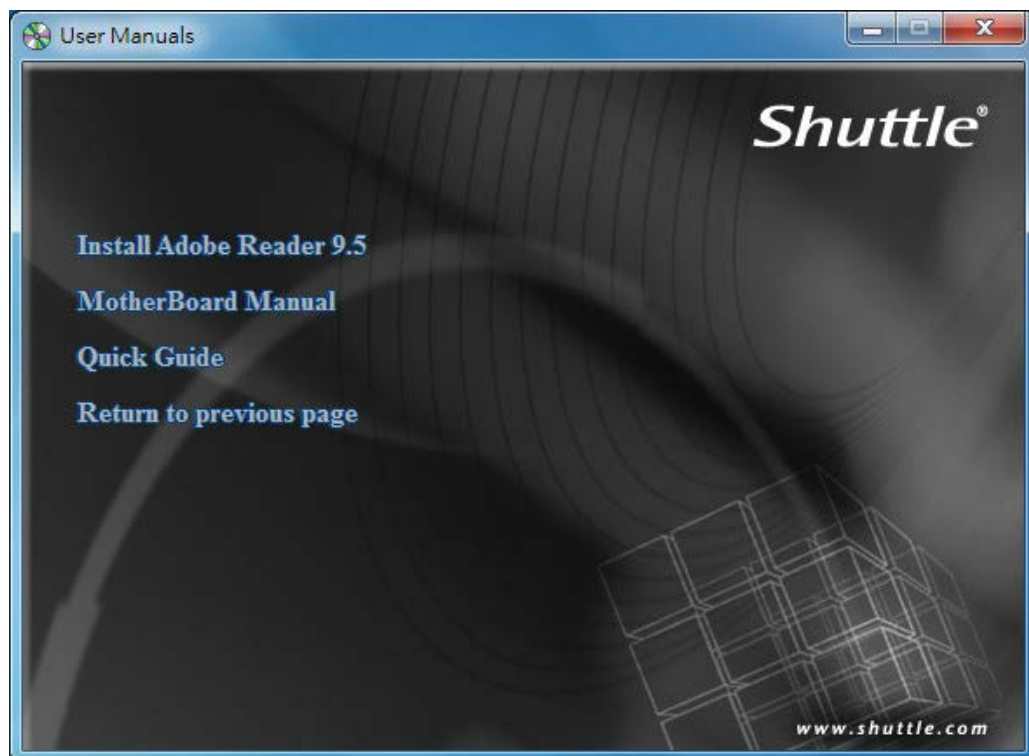 User Manuals
Shuttle®
Install Adobe Reader 9.5
MotherBoard Manual
Quick Guide
Return to previous page
www.shuttle.com